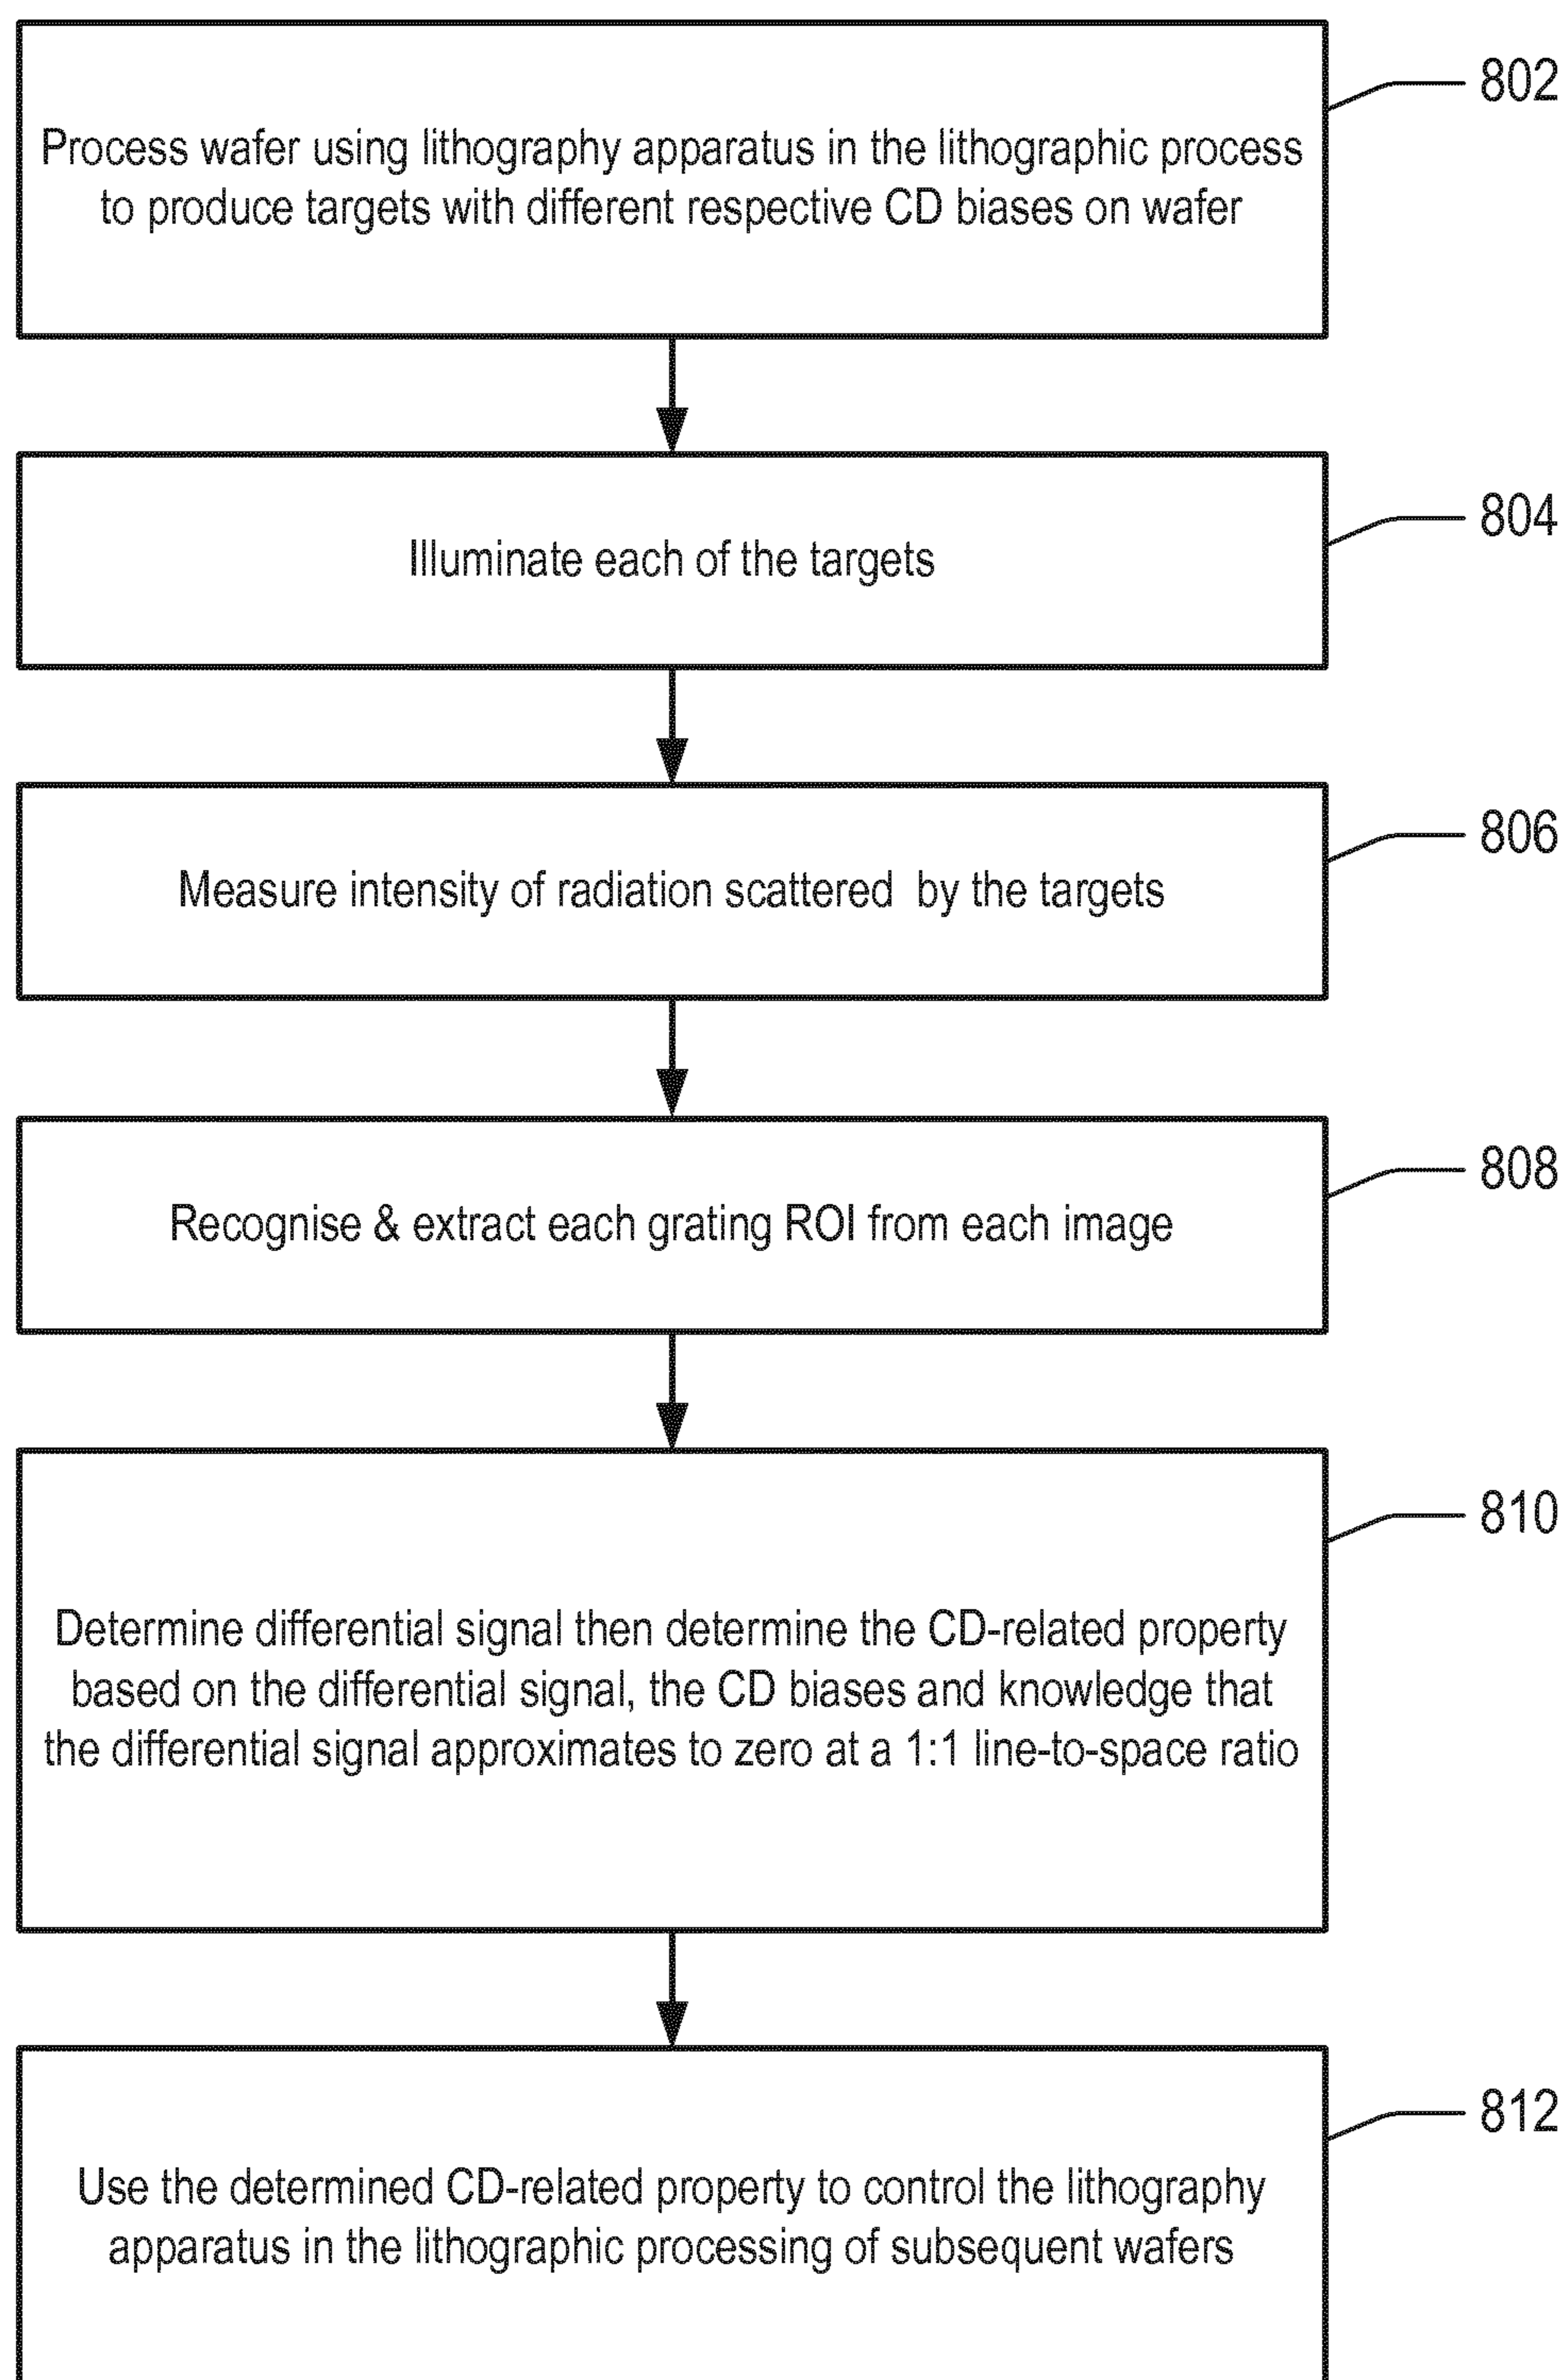 802
Process wafer using lithography apparatus in the lithographic process
to produce targets with different respective CD biases on wafer
804
Illuminate each of the targets
806
Measure intensity of radiation scattered by the targets
808
Recognise & extract each grating ROI from each image
810
Determine differential signal then determine the CD-related property
based on the differential signal, the CD biases and knowledge that
the differential signal approximates to zero at a 1:1 line-to-space ratio
812
Use the determined CD-related property to control the lithography
apparatus in the lithographic processing of subsequent wafers